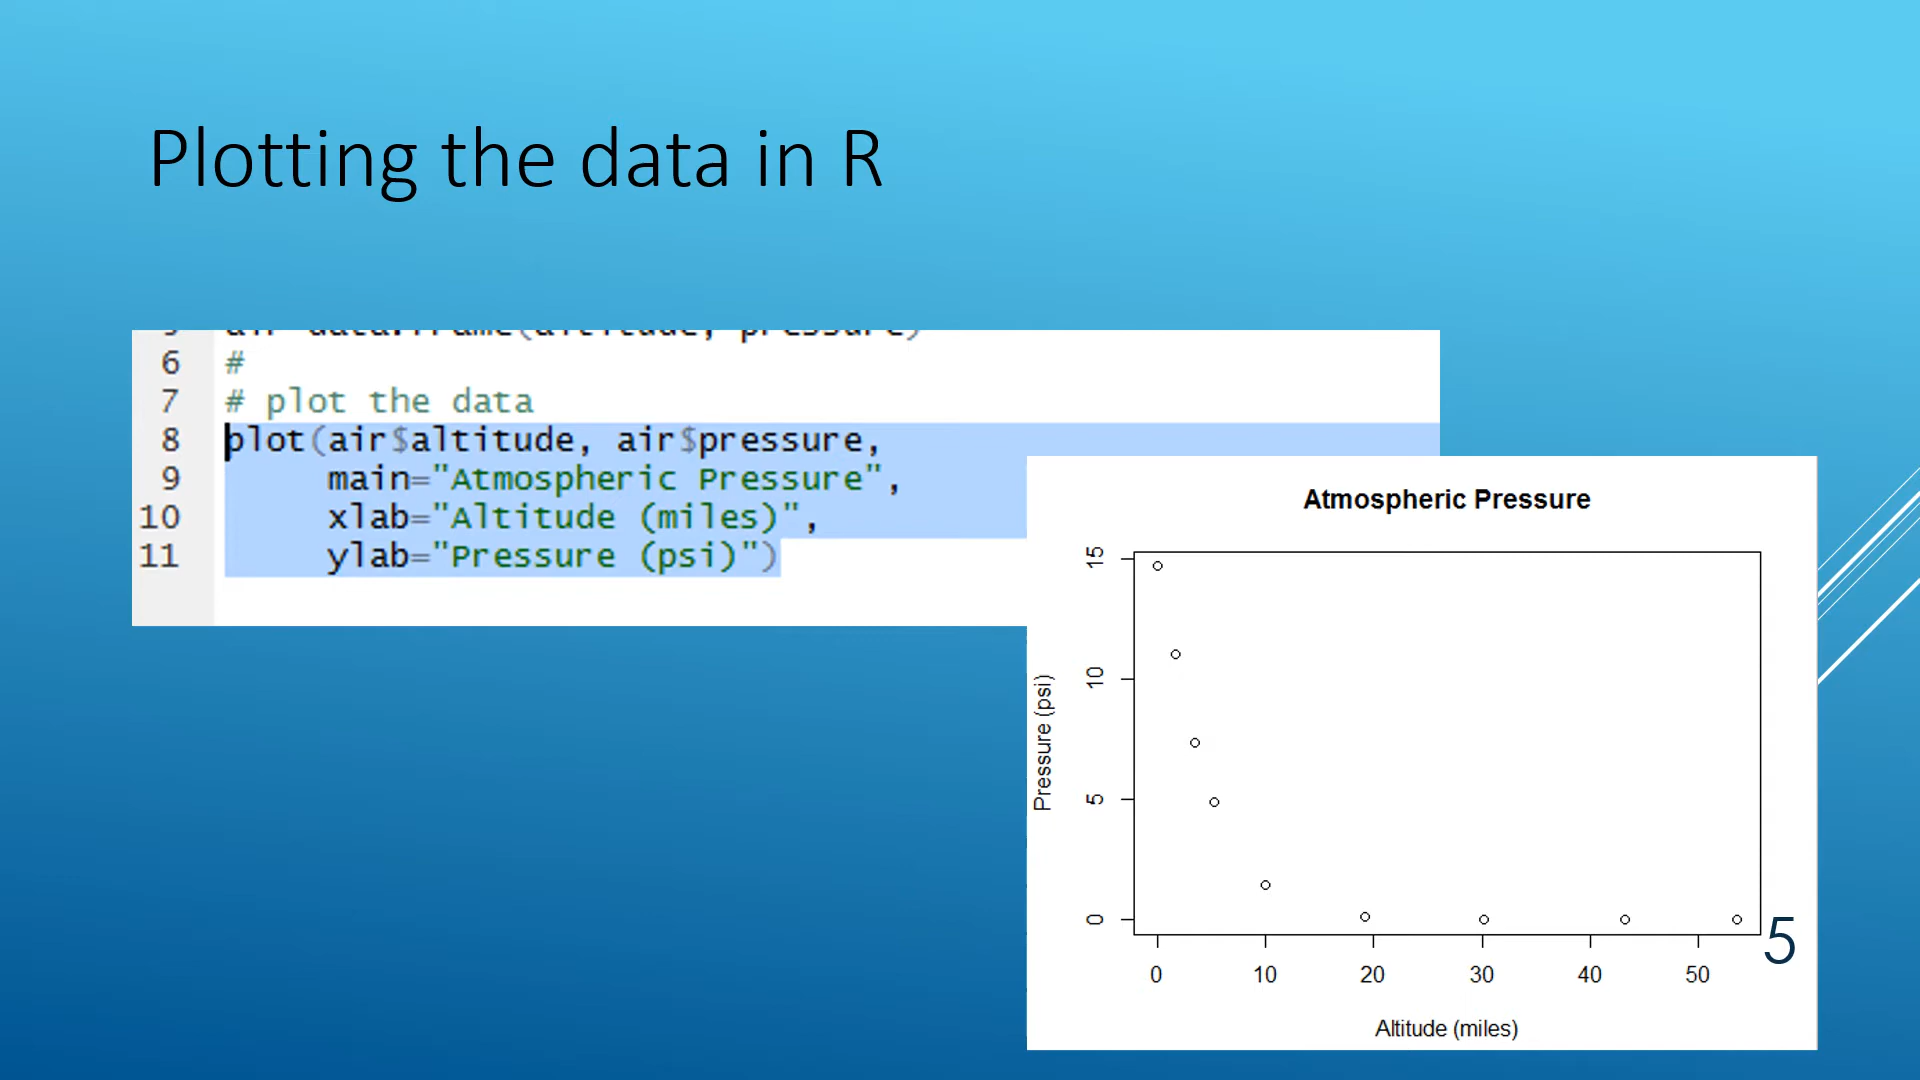 Plotting the data in R
6 #
7 # plot the data
8 plot(air$altitude, air$pressure,
9 main="Atmospheric Pressure",
10 xlab="Altitude (miles)",
11 ylab="Pressure (psi)")
Atmospheric Pressure
Pressure (psi)
15
10
5
0
0 10 20 30 40 50
Altitude (miles)
5